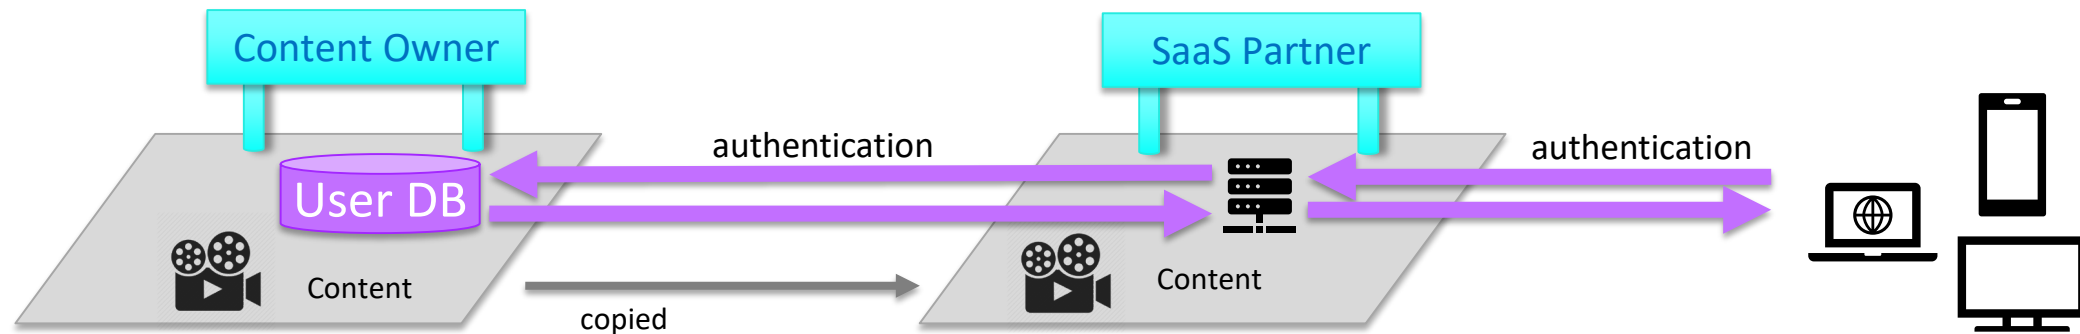 Content Owner
SaaS Partner
authentication
authentication
User DB
Content
Content
copied